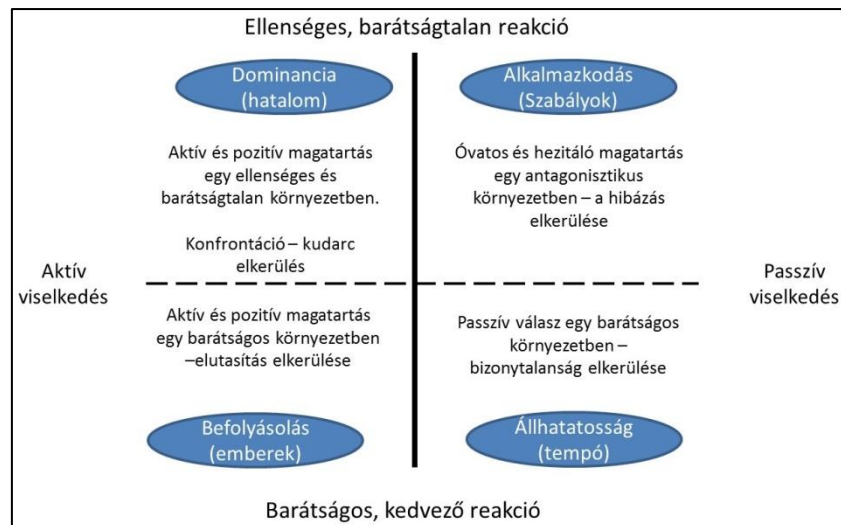 Ellenséges, barátságtalan reakció
Dominancia
(hatalom)
Alkalmazkodás
(Szabályok)
Aktív és pozitív magatartás
egy ellenséges és
barátságtalan környezetben.
Konfrontáció – kudarc
elkerülés
Óvatos és hezitáló magatartás
egy antagonisztikus
környezetben – a hibázás
elkerülése
Aktív
viselkedés
Passzív
viselkedés
Aktív és pozitív magatartás
egy barátságos környezetben
–elutasítás elkerülése
Passzív válasz egy barátságos
környezetben –
bizonytalanság elkerülése
Befolyásolás
(emberek)
Állhatatosság
(tempó)
Barátságos, kedvező reakció